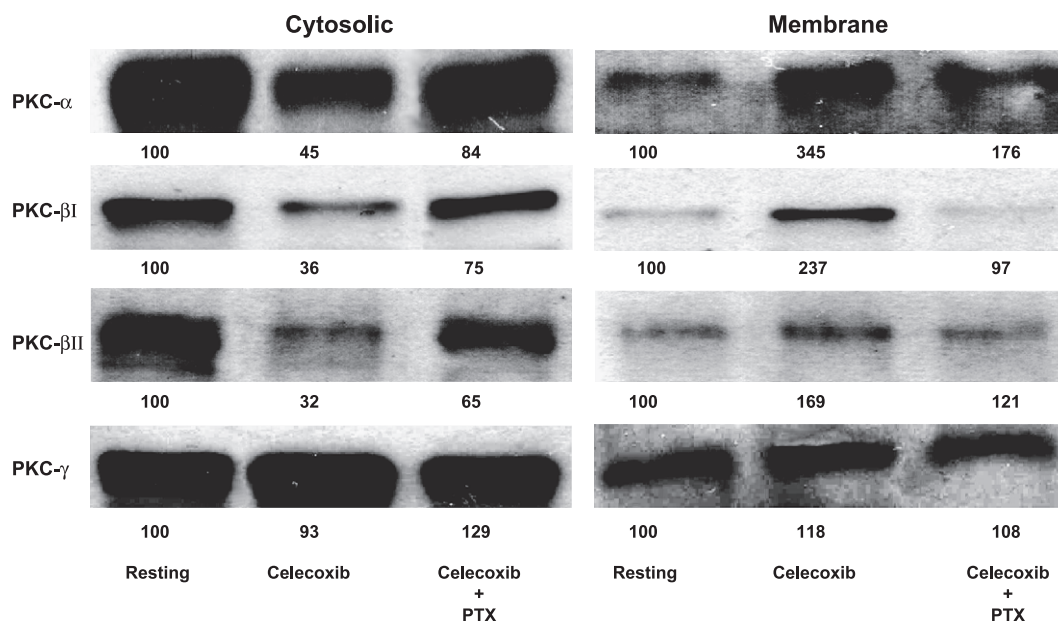 Cytosolic Membrane
PKC-α
100 45 84 100 345 176
PKC-βI
100 36 75 100 237 97
PKC-βII
100 32 65 100 169 121
PKC-γ
100 93 129 100 118 108
Resting Celecoxib Celecoxib Resting Celecoxib Celecoxib
+ +
PTX PTX